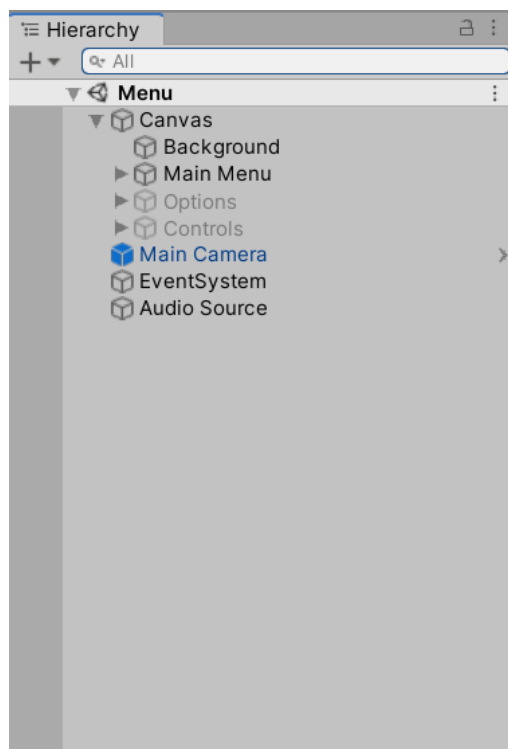 Hierarchy
All
Menu
Canvas
Background
Main Menu
Options
Controls
Main Camera
EventSystem
Audio Source